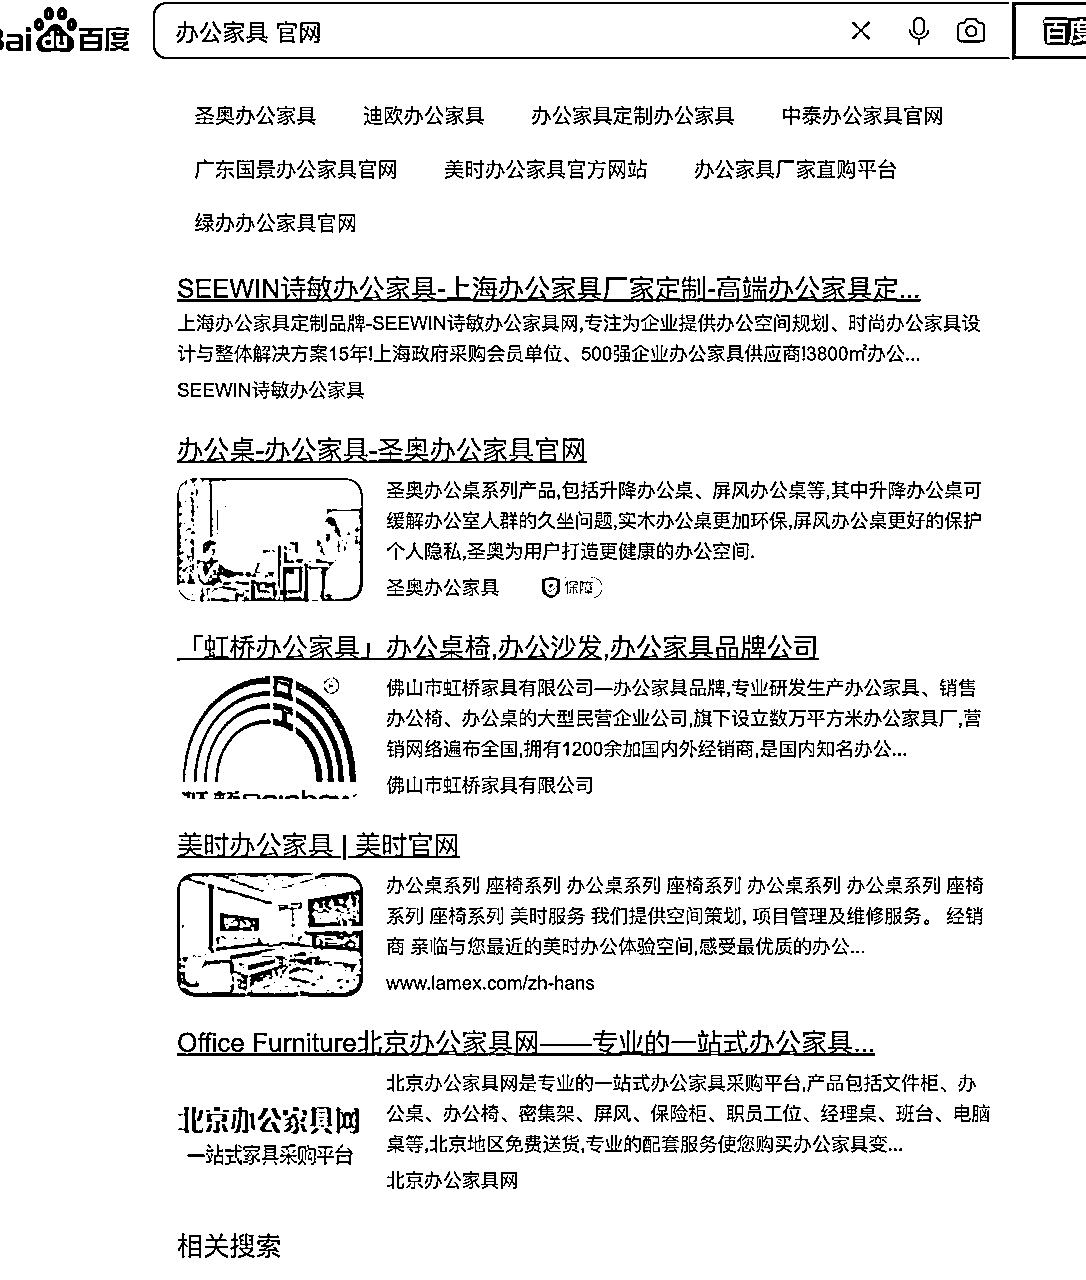 Bai du 百度
办公家具 官网
百度
圣奥办公家具 迪欧办公家具 办公家具定制办公家具 中泰办公家具官网
广东国景办公家具官网 美时办公家具官方网站 办公家具厂家直购平台
绿办办公家具官网
SEEWIN诗敏办公家具-上海办公家具厂家定制-高端办公家具定...
上海办公家具定制品牌-SEEWIN诗敏办公家具网,专注为企业提供办公空间规划、时尚办公家具设
计与整体解决方案15年!上海政府采购会员单位、500强企业办公家具供应商!3800㎡办公...
SEEWIN诗敏办公家具
办公桌-办公家具-圣奥办公家具官网
圣奥办公桌系列产品,包括升降办公桌、屏风办公桌等,其中升降办公桌可
缓解办公室人群的久坐问题,实木办公桌更加环保,屏风办公桌更好的保护
个人隐私,圣奥为用户打造更健康的办公空间.
圣奥办公家具 保障
「虹桥办公家具」办公桌椅,办公沙发,办公家具品牌公司
佛山市虹桥家具有限公司—办公家具品牌,专业研发生产办公家具、销售
办公椅、办公桌的大型民营企业公司,旗下设立数万平方米办公家具厂,营
销网络遍布全国,拥有1200余加国内外经销商,是国内知名办公...
佛山市虹桥家具有限公司
美时办公家具 | 美时官网
办公桌系列 座椅系列 办公桌系列 座椅系列 办公桌系列 办公桌系列 座椅
系列 座椅系列 美时服务 我们提供空间策划, 项目管理及维修服务。 经销
商 亲临与您最近的美时办公体验空间,感受最优质的办公...
www.lamex.com/zh-hans
Office Furniture北京办公家具网——专业的一站式办公家具...
北京办公家具网
一站式家具采购平台
北京办公家具网是专业的一站式办公家具采购平台,产品包括文件柜、办
公桌、办公椅、密集架、屏风、保险柜、职员工位、经理桌、班台、电脑
桌等,北京地区免费送货,专业的配套服务使您购买办公家具变...
北京办公家具网
相关搜索